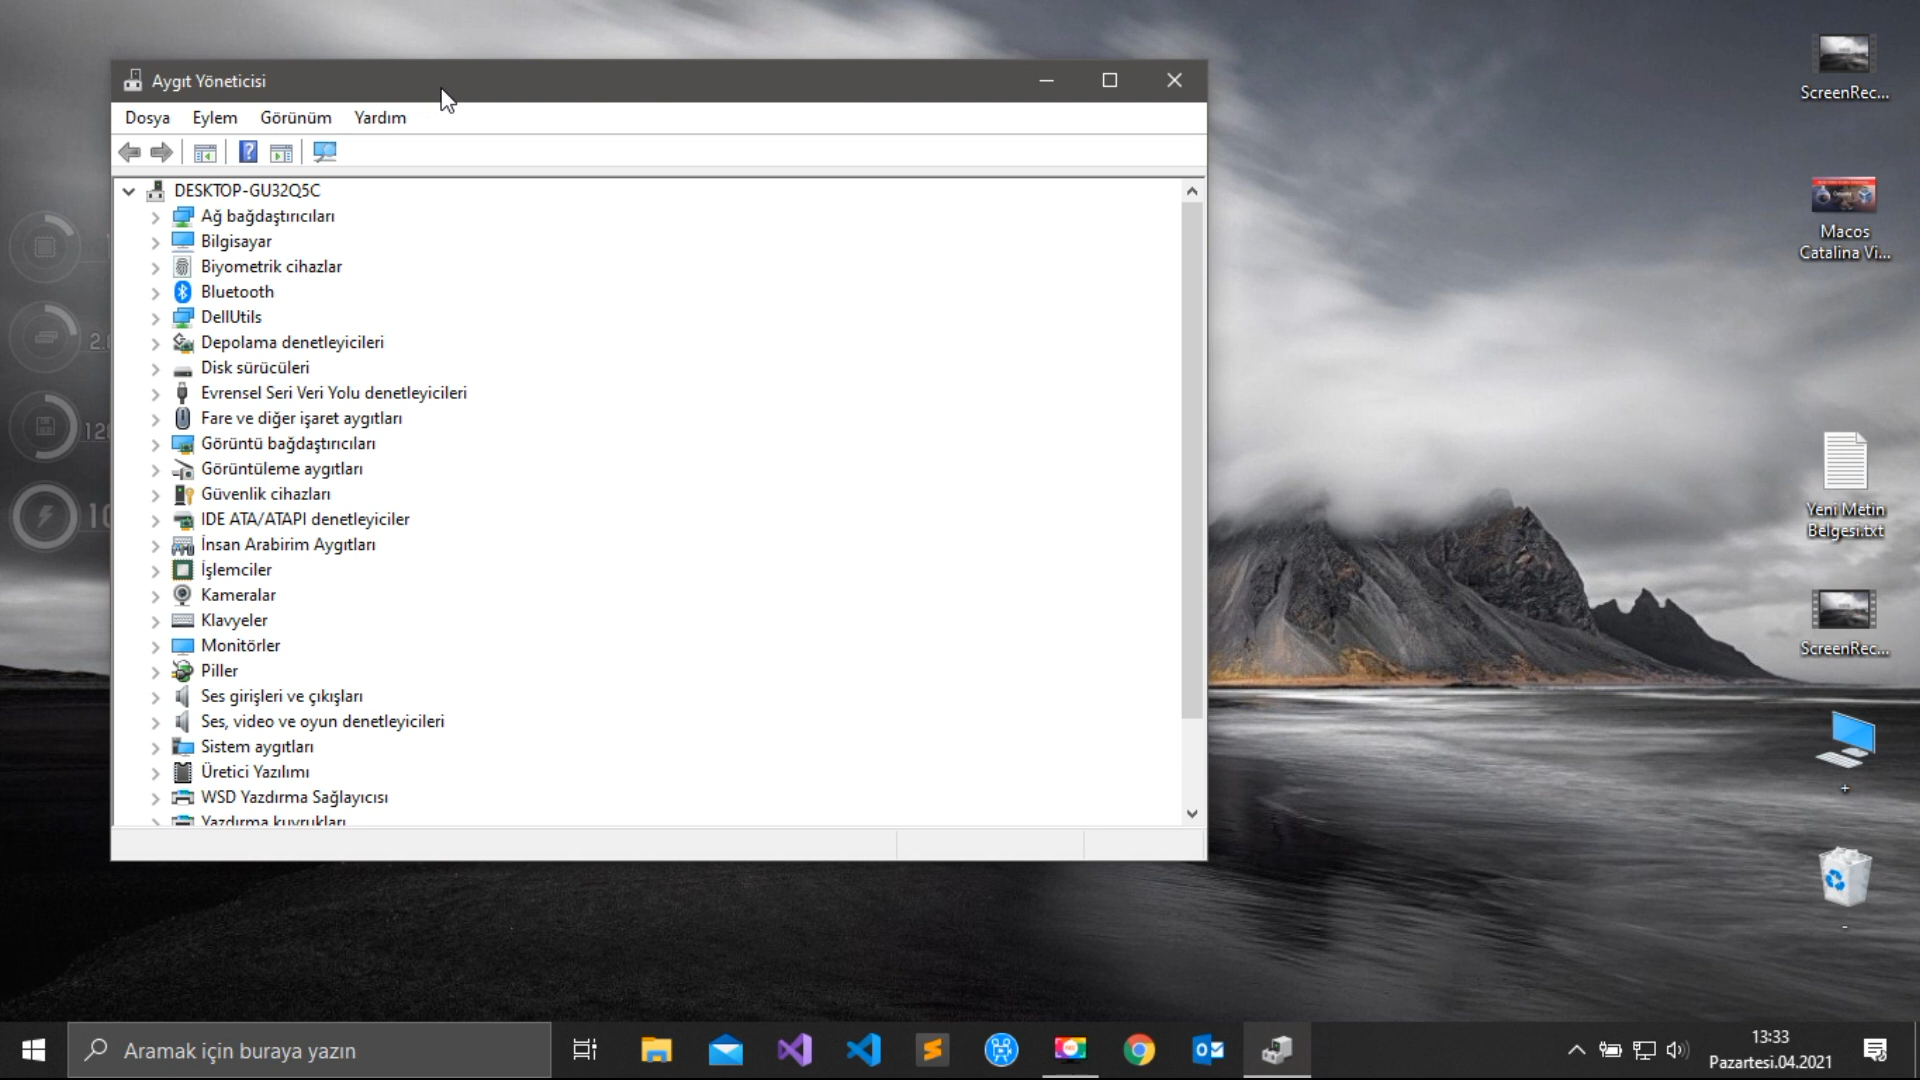 Aygıt Yöneticisi
Dosya Eylem Görünüm Yardım
DESKTOP-GU32Q5C
Ağ bağdaştırıcıları
Bilgisayar
Biyometrik cihazlar
Bluetooth
DellUtils
Depolama denetleyicileri
Disk sürücüleri
Evrensel Seri Veri Yolu denetleyicileri
Fare ve diğer işaret aygıtları
Görüntü bağdaştırıcıları
Görüntüleme aygıtları
Güvenlik cihazları
IDE ATA/ATAPI denetleyiciler
İnsan Arabirim Aygıtları
İşlemciler
Kameralar
Klavyeler
Monitörler
Piller
Ses girişleri ve çıkışları
Ses, video ve oyun denetleyicileri
Sistem aygıtları
Üretici Yazılımı
WSD Yazdırma Sağlayıcısı
Yazdırma kuyrukları
ScreenRec...
Macos
Catalina Vi...
Yeni Metin
Belgesi.txt
ScreenRec...
+
-
Aramak için buraya yazın
13:33
Pazartesi.04.2021